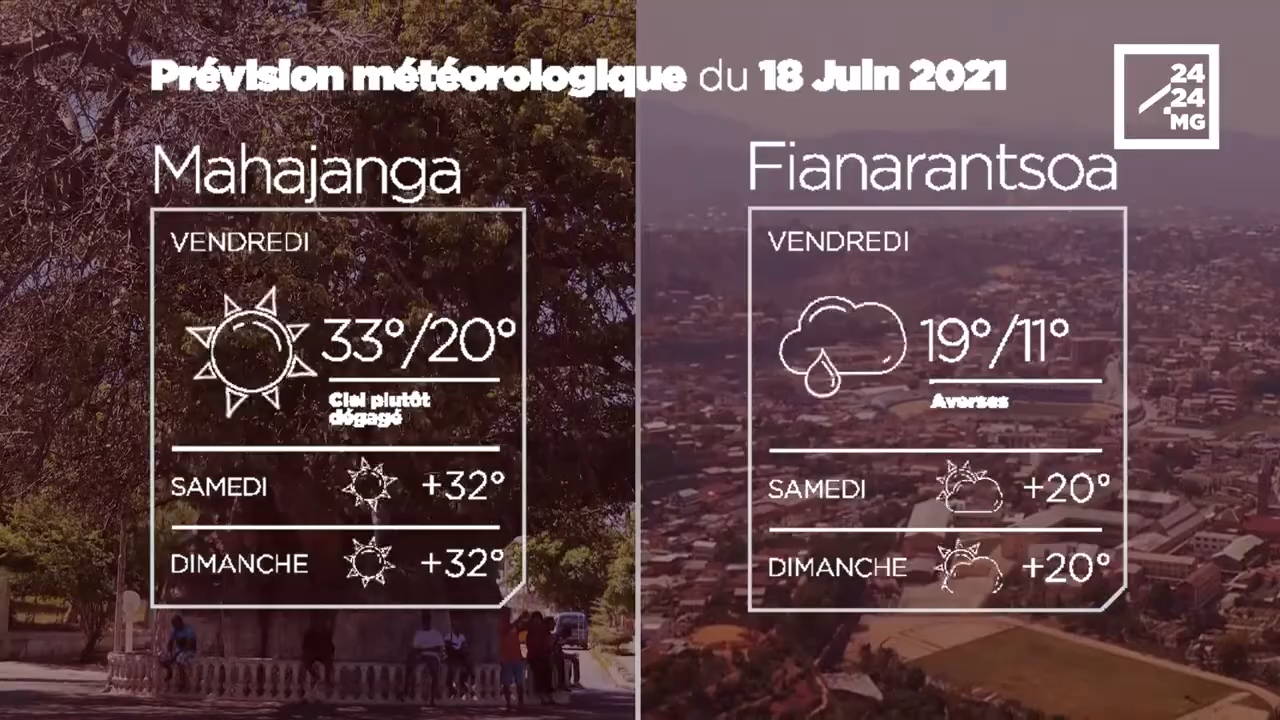 Prévision météorologique du 18 Juin 2021
24
24
MG
Mahajanga
VENDREDI
33°/20°
Ciel plutôt
dégagé
SAMEDI +32°
DIMANCHE +32°
Fianarantsoa
VENDREDI
19°/11°
Averses
SAMEDI +20°
DIMANCHE +20°